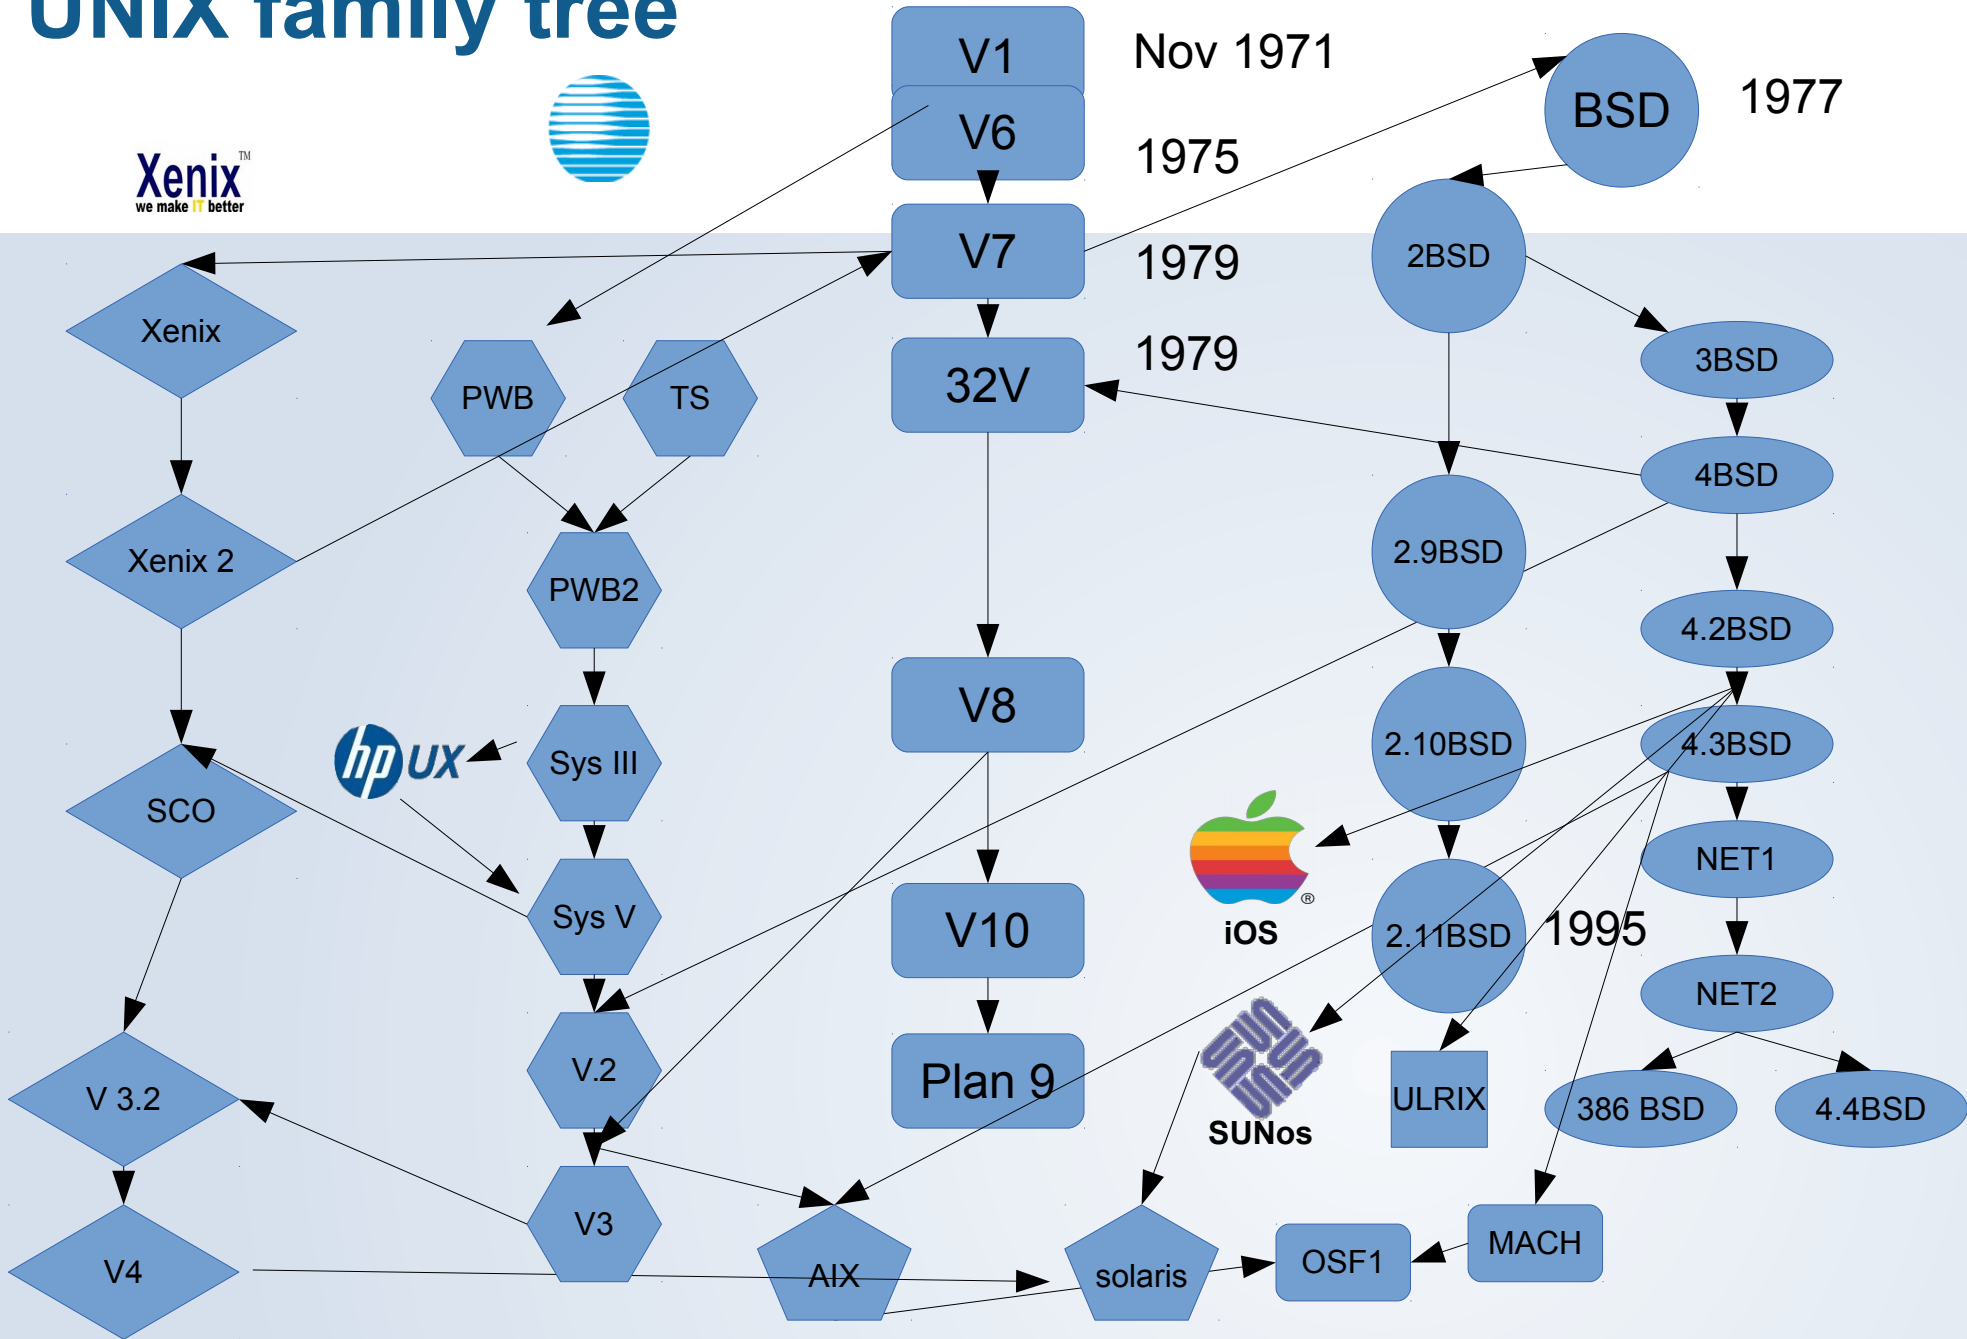 UNIX family tree
V1
Nov 1971
BSD
1977
V6
1975
Xenix™
we make IT better
V7
1979
2BSD
Xenix
1979
3BSD
PWB
TS
32V
4BSD
Xenix 2
PWB2
2.9BSD
4.2BSD
V8
hp UX
Sys III
2.10BSD
4.3BSD
SCO
NET1
®
Sys V
V10
iOS
2.11BSD
1995
NET2
V.2
Plan 9
SUNos
ULRIX
386 BSD
4.4BSD
V 3.2
V3
MACH
V4
AIX
solaris
OSF1